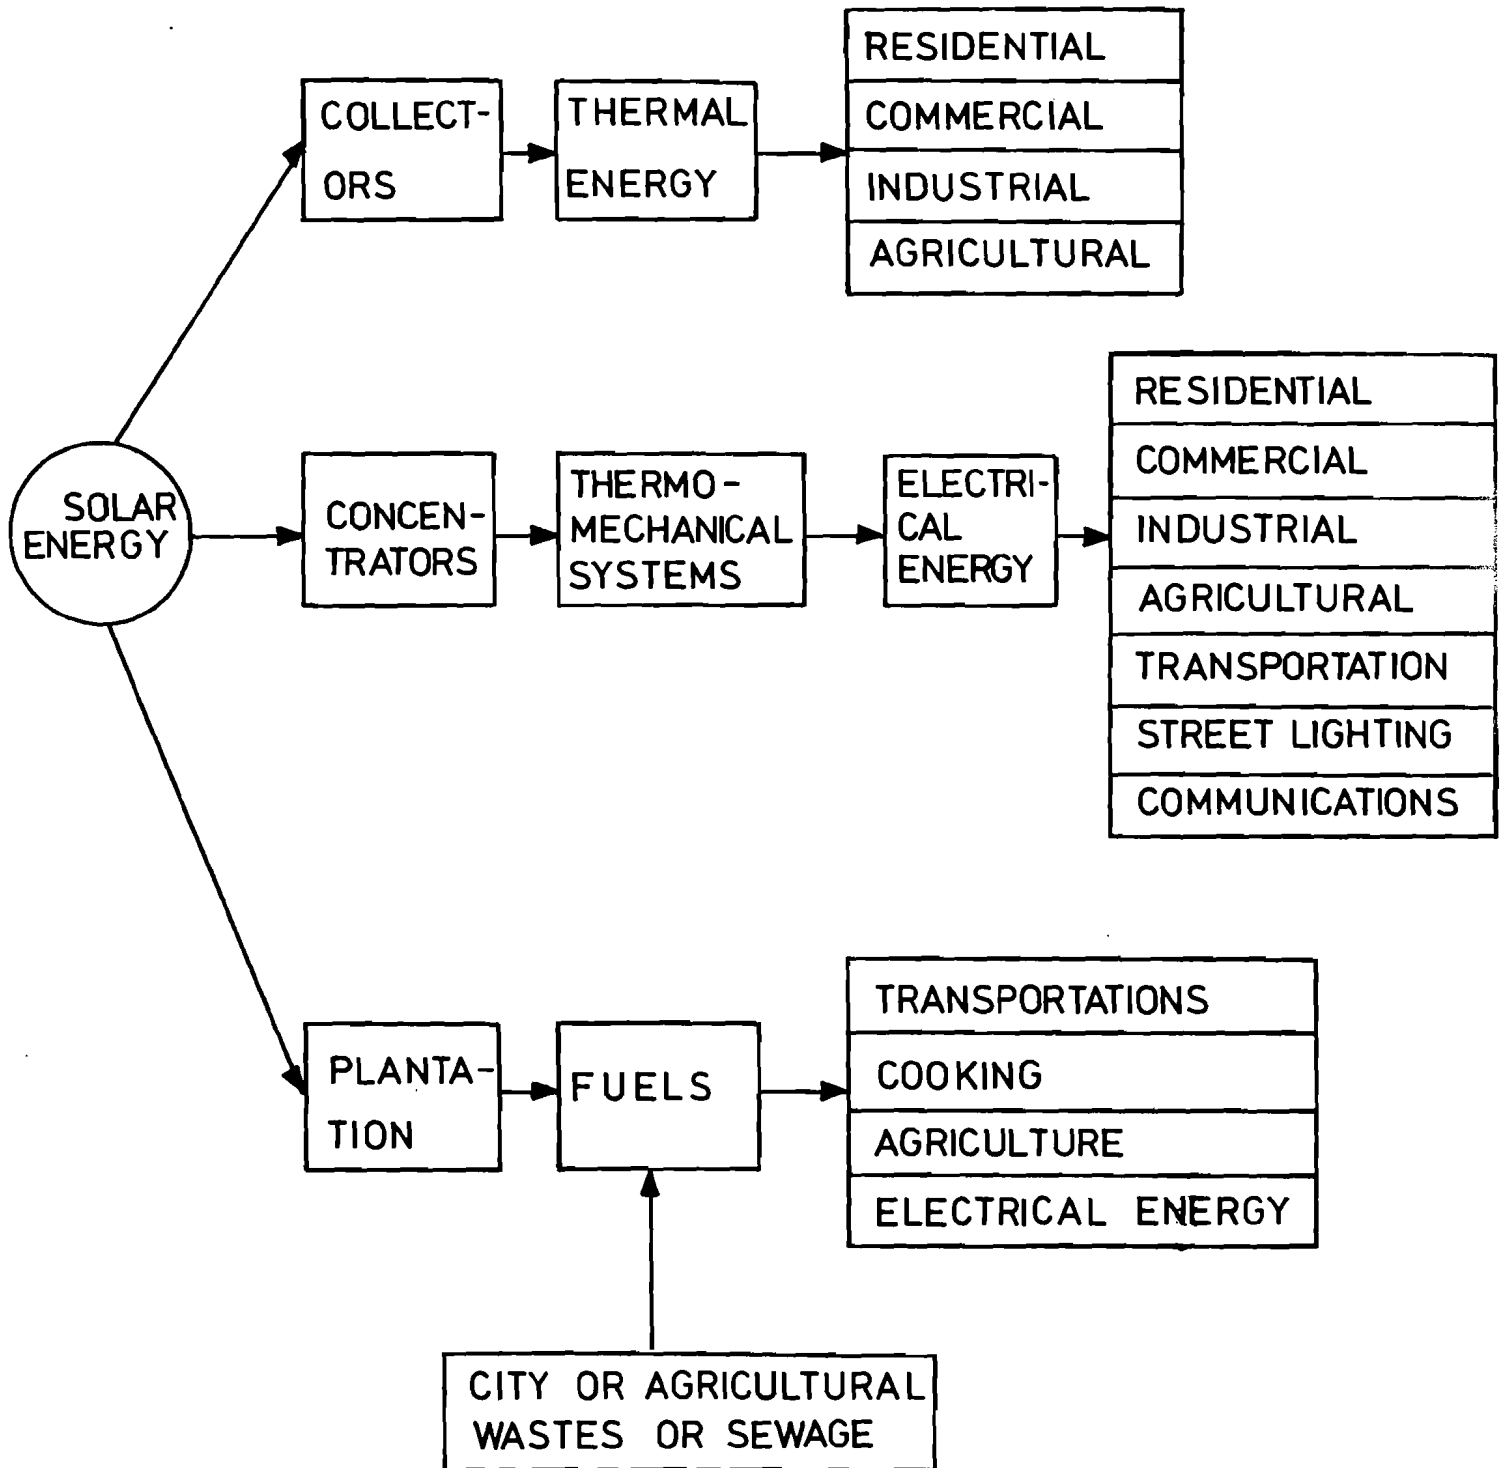 COLLECT-
ORS
THERMAL
ENERGY
RESIDENTIAL
COMMERCIAL
INDUSTRIAL
AGRICULTURAL
SOLAR
ENERGY
CONCEN-
TRATORS
THERMO-
MECHANICAL
SYSTEMS
ELECTRI-
CAL
ENERGY
RESIDENTIAL
COMMERCIAL
INDUSTRIAL
AGRICULTURAL
TRANSPORTATION
STREET LIGHTING
COMMUNICATIONS
PLANTA-
TION
FUELS
TRANSPORTATIONS
COOKING
AGRICULTURE
ELECTRICAL ENERGY
CITY OR AGRICULTURAL
WASTES OR SEWAGE